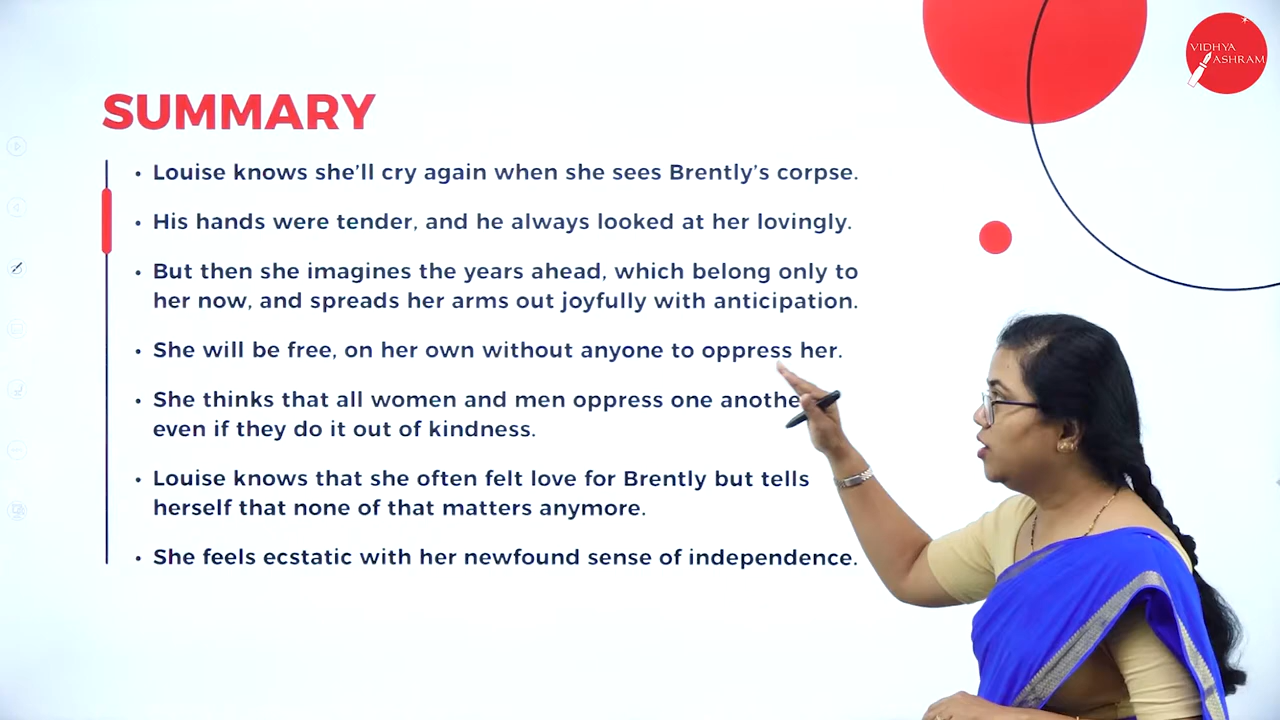 VIDHYA
ASHRAM
SUMMARY
• Louise knows she'll cry again when she sees Brently's corpse.
• His hands were tender, and he always looked at her lovingly.
• But then she imagines the years ahead, which belong only to
her now, and spreads her arms out joyfully with anticipation.
• She will be free, on her own without anyone to oppress her.
• She thinks that all women and men oppress one anothe
even if they do it out of kindness.
• Louise knows that she often felt love for Brently but tells
herself that none of that matters anymore.
• She feels ecstatic with her newfound sense of independence.